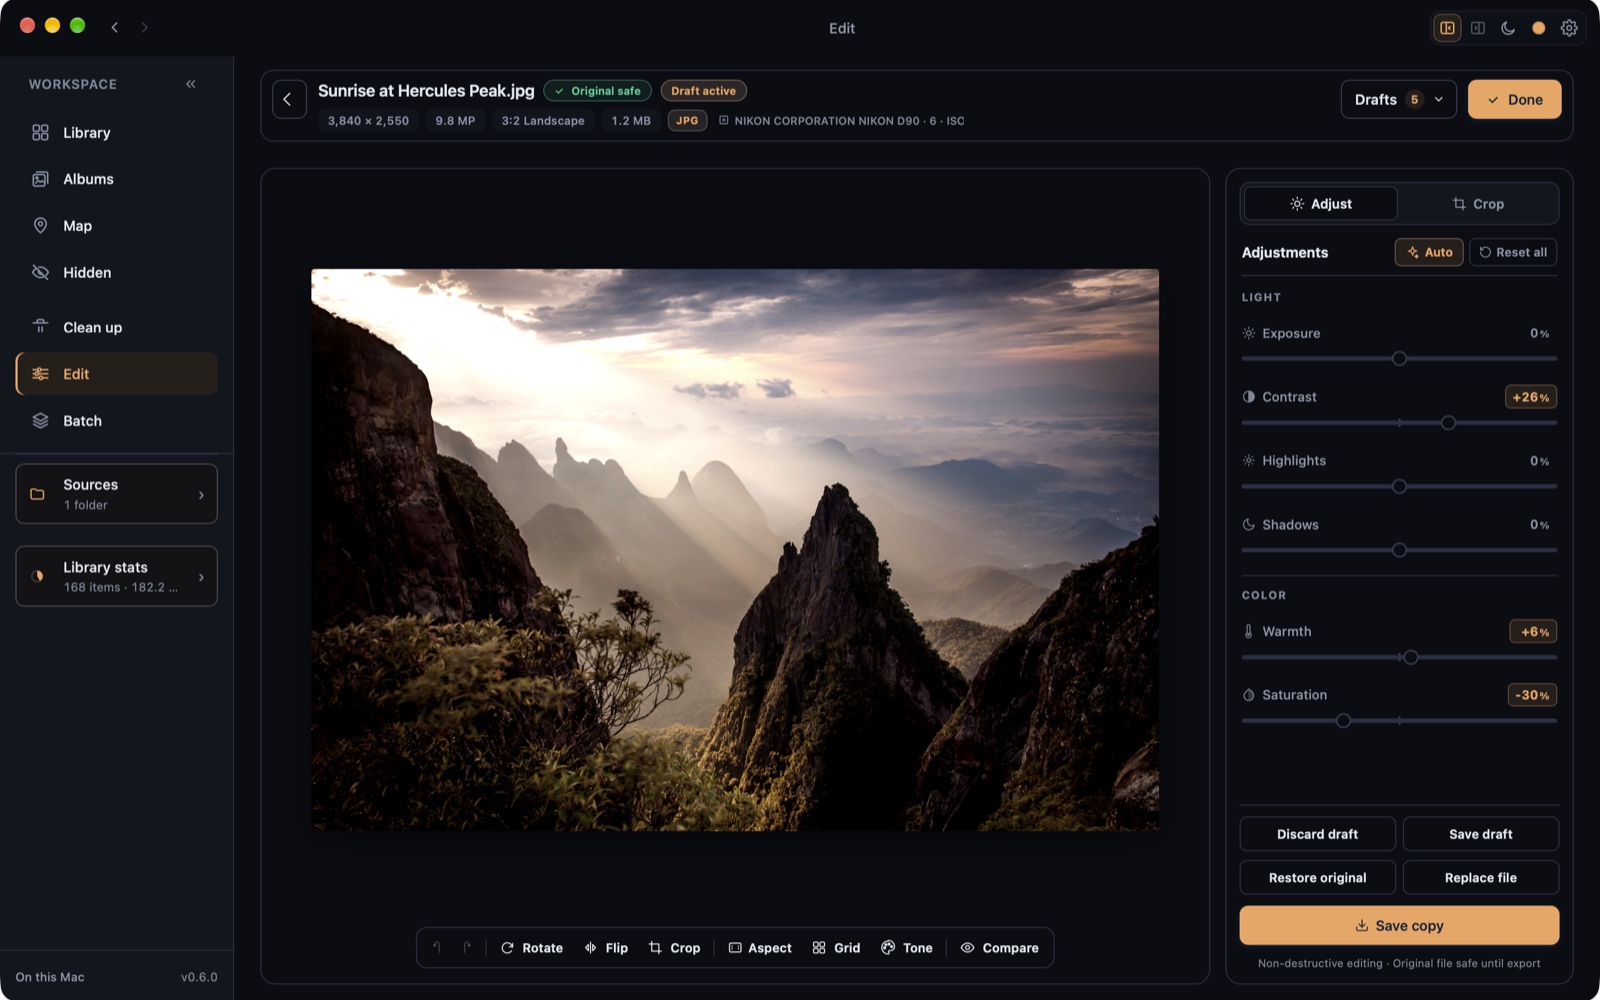 Edit
WORKSPACE
Library
Albums
Map
Hidden
Clean up
Edit
Batch
Sources
1 folder
Library stats
168 items · 182.2 ...
On this Mac
v0.6.0
Sunrise at Hercules Peak.jpg
Original safe
Draft active
3,840 × 2,550
9.8 MP
3:2 Landscape
1.2 MB
JPG
NIKON CORPORATION NIKON D90 · 6 · ISO
Drafts 5
Done
Rotate
Flip
Crop
Aspect
Grid
Tone
Compare
Adjust
Crop
Adjustments
Auto
Reset all
LIGHT
Exposure 0%
Contrast +26%
Highlights 0%
Shadows 0%
COLOR
Warmth +6%
Saturation -30%
Discard draft
Save draft
Restore original
Replace file
Save copy
Non-destructive editing · Original file safe until export